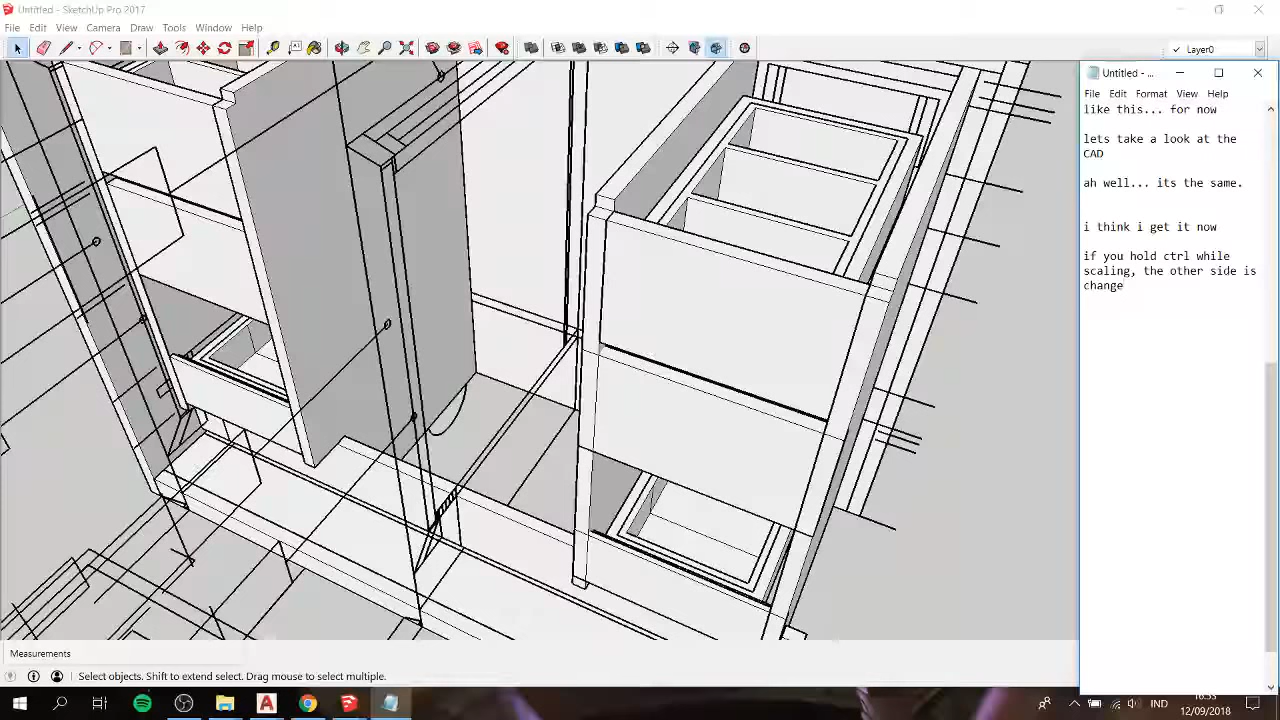 Untitled - SketchUp Pro 2017
File Edit View Camera Draw Tools Window Help
Layer0
Untitled - ...
File Edit Format View Help
like this... for now
lets take a look at the
CAD
ah well... its the same.
i think i get it now
if you hold ctrl while
scaling, the other side is
change
Measurements
Select objects. Shift to extend select. Drag mouse to select multiple.
IND
12/09/2018